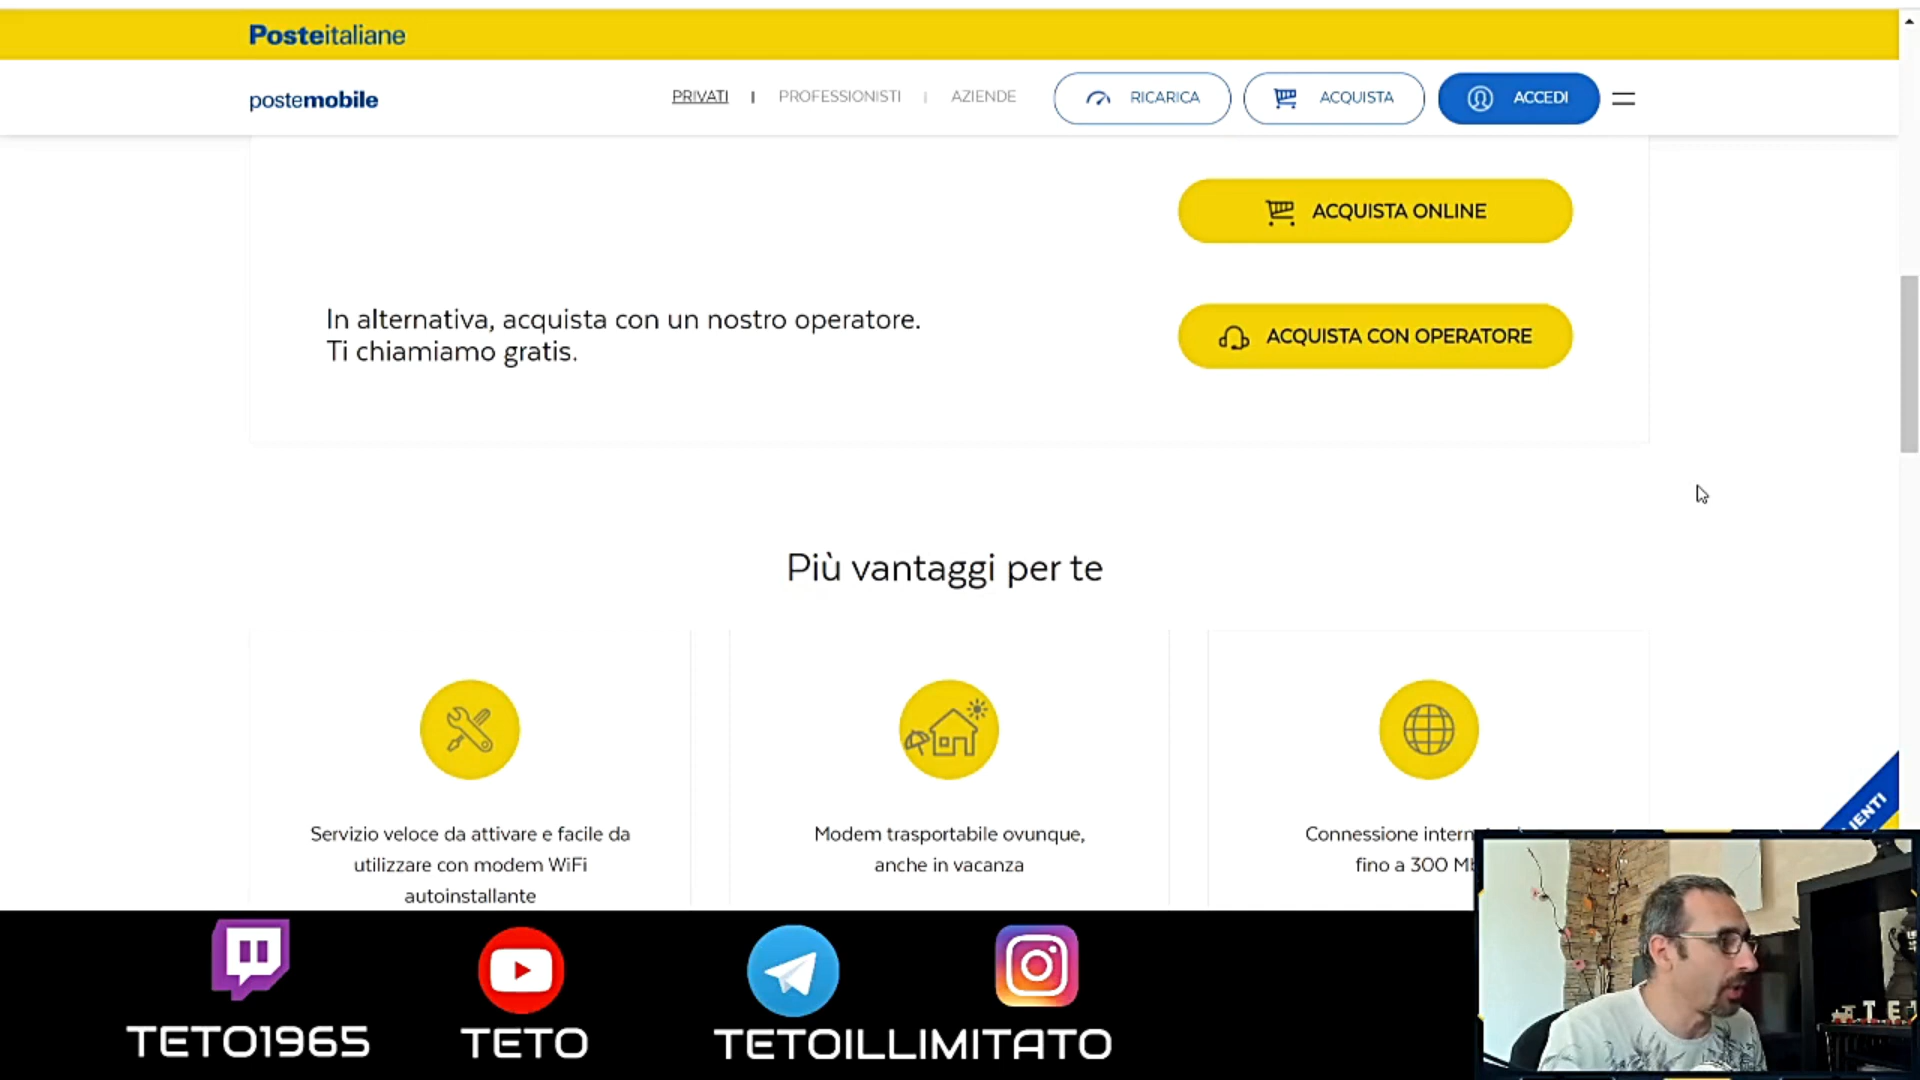 Posteitaliane
postemobile
PRIVATI | PROFESSIONISTI | AZIENDE
RICARICA
ACQUISTA
ACCEDI
ACQUISTA ONLINE
In alternativa, acquista con un nostro operatore.
Ti chiamiamo gratis.
ACQUISTA CON OPERATORE
Più vantaggi per te
Servizio veloce da attivare e facile da
utilizzare con modem WiFi
autoinstallante
Modem trasportabile ovunque,
anche in vacanza
Connessione
fino a 300
IENTI
TETO1965
TETO
TETOILLIMITATO